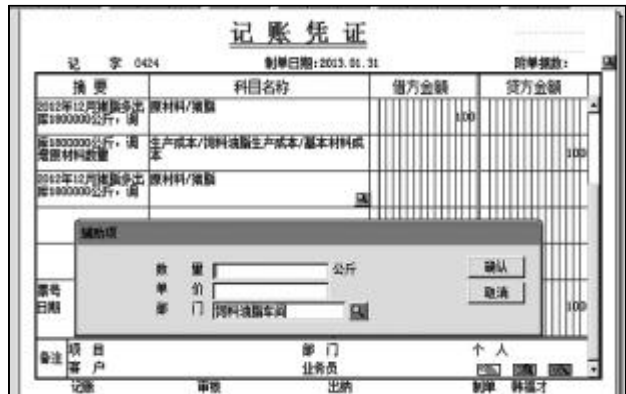 记 账 凭 证
记 字 0424 制单日期:2013.01.31 附单据数:
摘 要 科目名称 借方金额 贷方金额
2012年12月猪脂多出 原材料/猪脂
库1800000公斤，调 100
库1800000公斤，调 生产成本/饲料油脂生产成本/基本材料成
增原材料数量 本 100
2012年12月猪脂多出 原材料/猪脂
库1800000公斤，调
辅助项
数 量 公斤 确认
单 价 取消
部 门 饲料油脂车间
票号
日期 100
备注 项 目 部 门 个 人
客 户 业务员
记账 审核 出纳 制单 韩福才